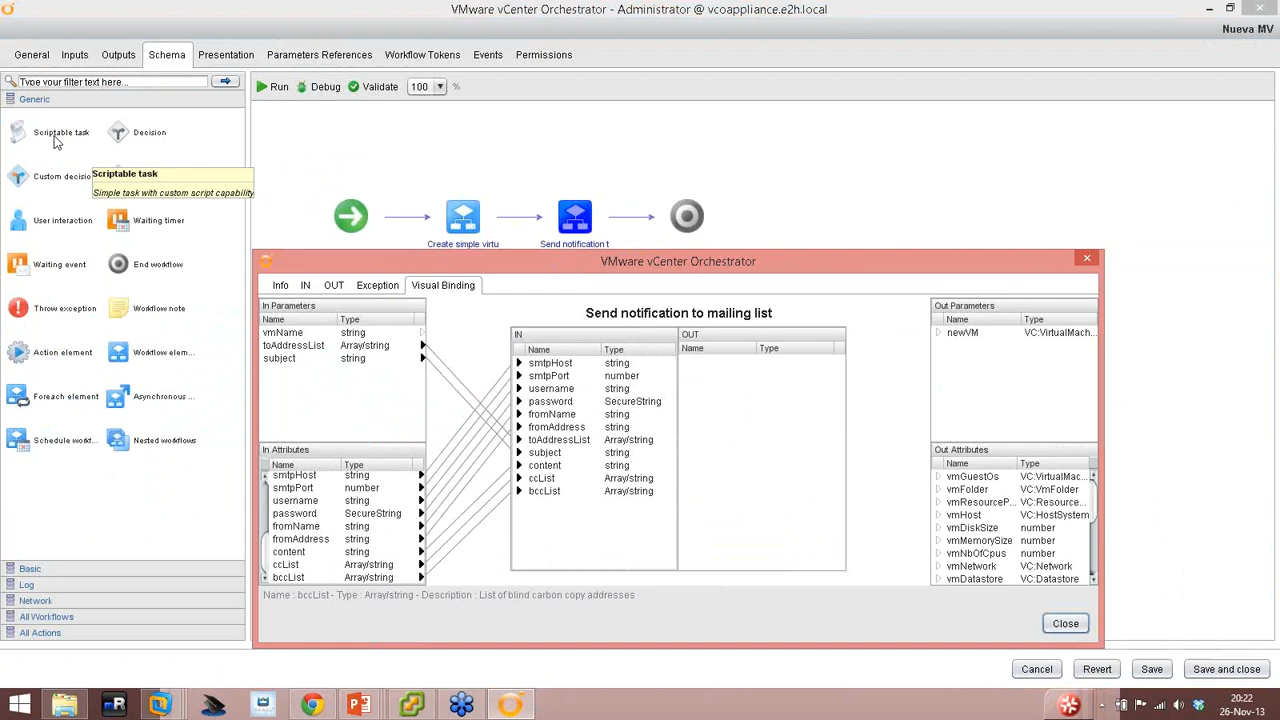 VMware vCenter Orchestrator - Administrator @ vcoappliance.e2h.local
Nueva MV
General Inputs Outputs Schema Presentation Parameters References Workflow Tokens Events Permissions
Type your filter text here...
Run Debug Validate 100 %
Generic
Scriptable task Decision
Scriptable task
Simple task with custom script capability
Custom decisio
User interaction Waiting timer
Waiting event End workflow
Throw exception Workflow note
Action element Workflow elem...
Foreach element Asynchronous ...
Schedule workf... Nested workflows
Basic
Log
Network
All Workflows
All Actions
Create simple virtu Send notification t
VMware vCenter Orchestrator
Info IN OUT Exception Visual Binding
In Parameters
Name Type
vmName string
toAddressList Array/string
subject string
In Attributes
Name Type
smtpHost string
smtpPort number
username string
password SecureString
fromName string
fromAddress string
content string
ccList Array/string
bccList Array/string
Send notification to mailing list
IN
Name Type
smtpHost string
smtpPort number
username string
password SecureString
fromName string
fromAddress string
toAddressList Array/string
subject string
content string
ccList Array/string
bccList Array/string
OUT
Name Type
Out Parameters
Name Type
newVM VC:VirtualMach...
Out Attributes
Name Type
vmGuestOs VC:VirtualMac...
vmFolder VC:VmFolder
vmResourceP... VC:Resource...
vmHost VC:HostSystem
vmDiskSize number
vmMemorySize number
vmNbOfCpus number
vmNetwork VC:Network
vmDatastore VC:Datastore
Name : bccList - Type : Array/string - Description : List of blind carbon copy addresses
Close
Cancel Revert Save Save and close
20:22
26-Nov-13